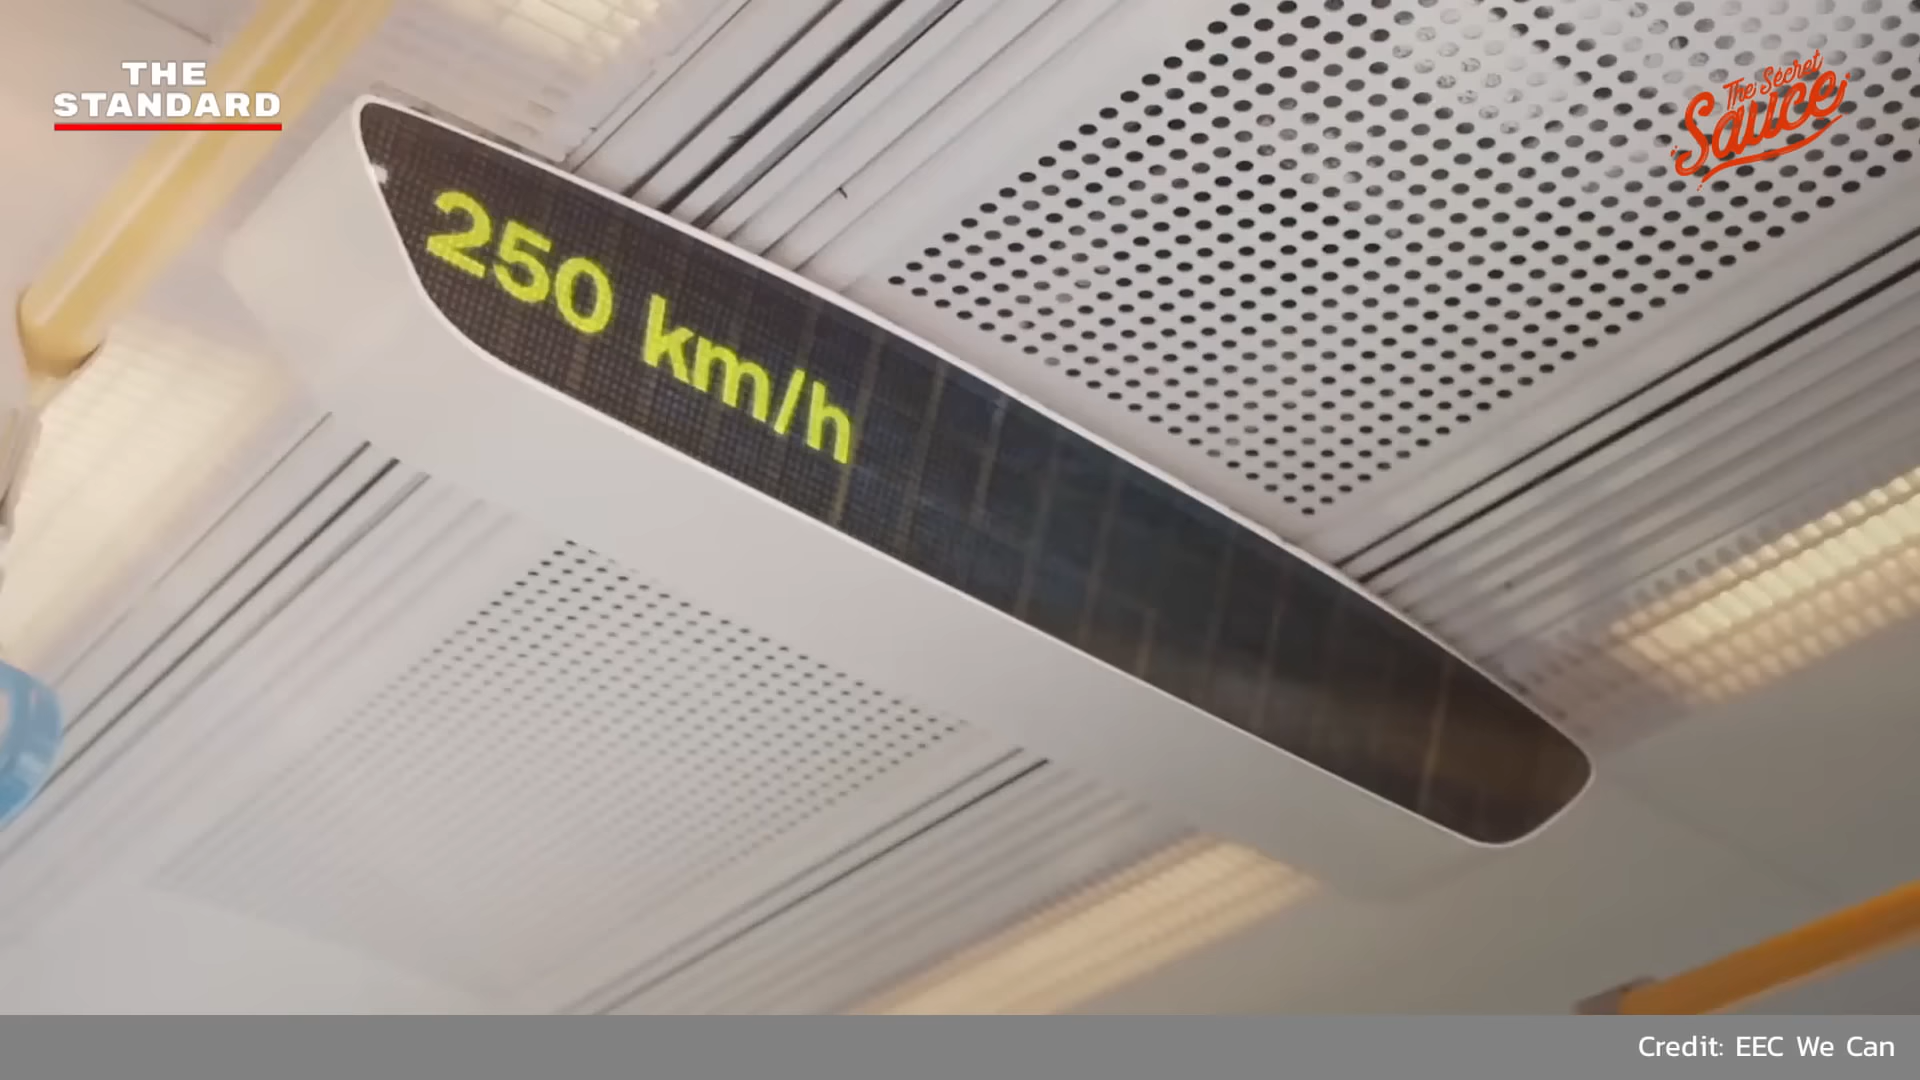 THE
STANDARD
The Secret
Sauce
250 km/h
Credit: EEC We Can